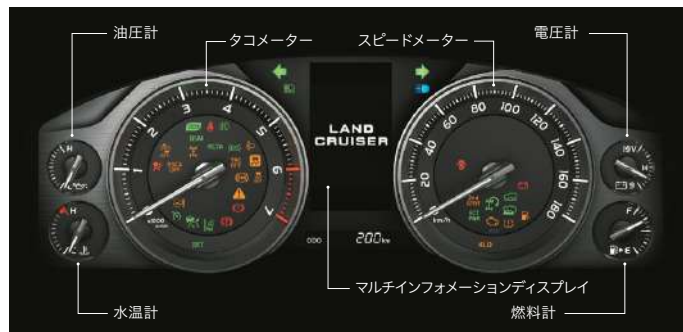 油圧計
タコメーター
スピードメーター
電圧計
H
1
2
3
4
5
6
7
x1000
r/min
LAND
CRUISER
20
40
60
80
100
120
140
160
180
km/h
19V
H
9
H
F
E
ODO
200km
4LO
水温計
マルチインフォメーションディスプレイ
燃料計